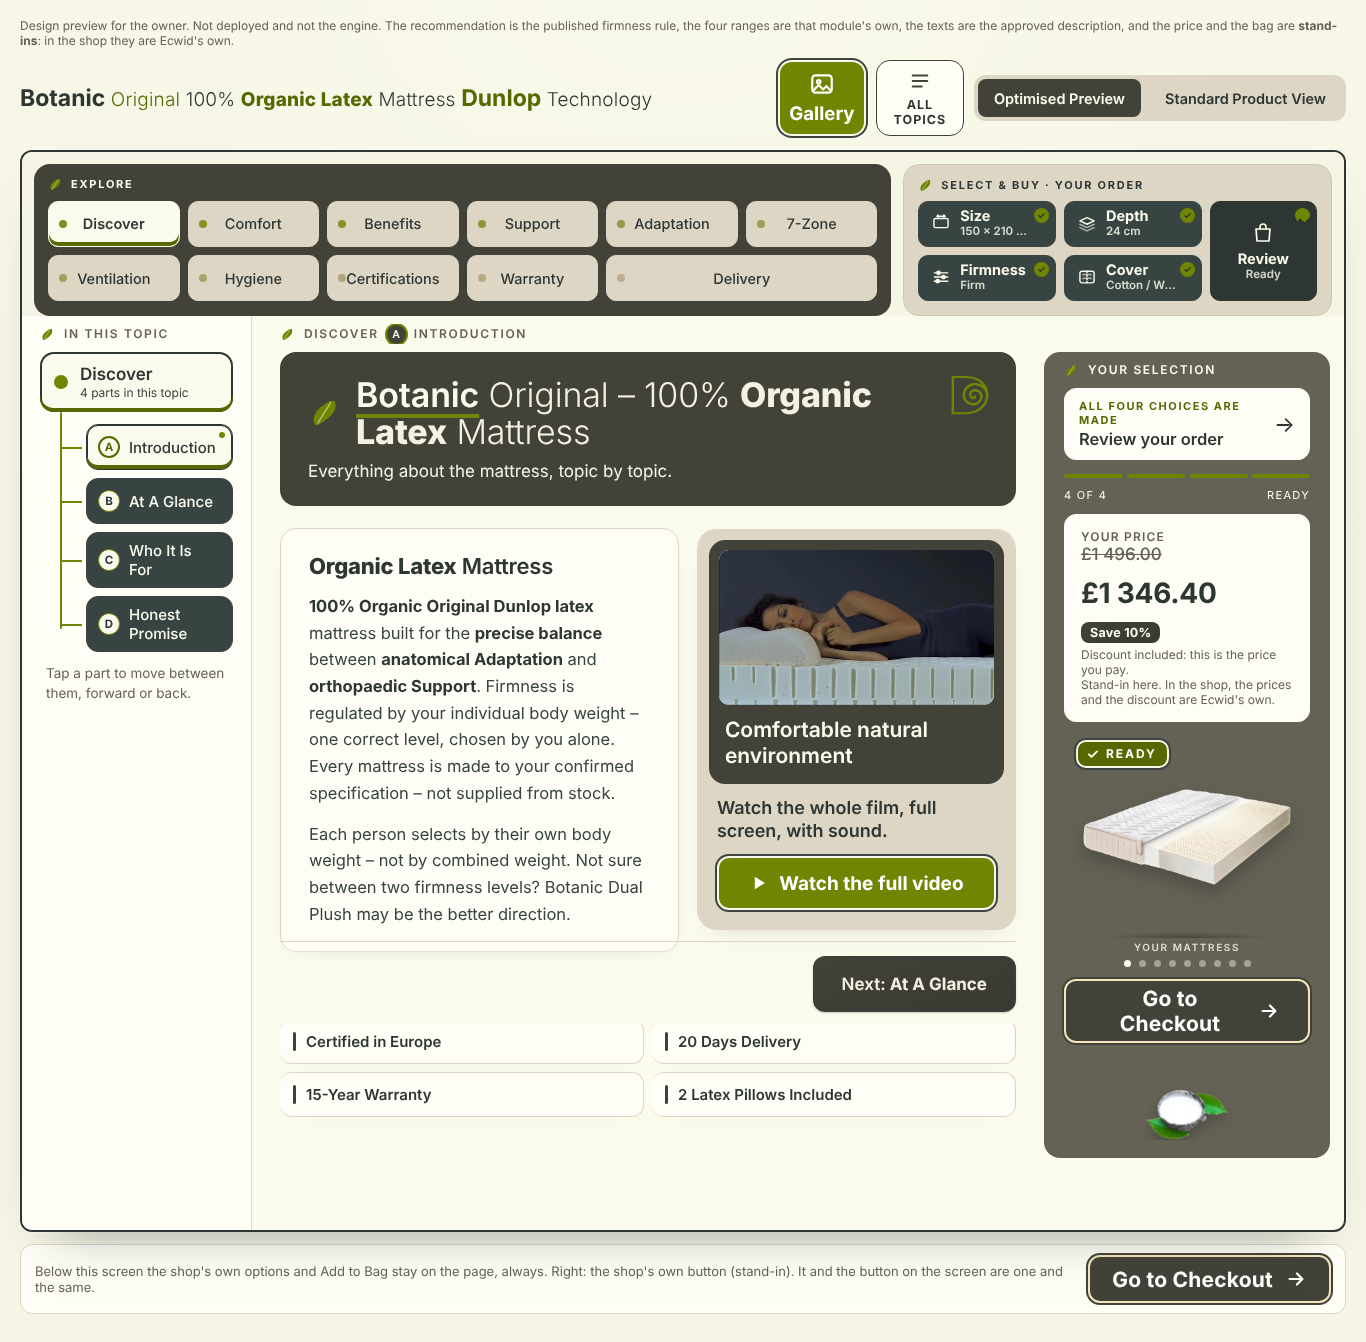 Design preview for the owner. Not deployed and not the engine. The recommendation is the published firmness rule, the four ranges are that module's own, the texts are the approved description, and the price and the bag are stand-
ins: in the shop they are Ecwid's own.
Botanic Original 100% Organic Latex Mattress Dunlop Technology
Gallery
ALL
TOPICS
Optimised Preview
Standard Product View
EXPLORE
Discover
Comfort
Benefits
Support
Adaptation
7-Zone
Ventilation
Hygiene
Certifications
Warranty
Delivery
SELECT & BUY · YOUR ORDER
Size
150 × 210 ...
Depth
24 cm
Firmness
Firm
Cover
Cotton / W...
Review
Ready
IN THIS TOPIC
Discover
4 parts in this topic
A Introduction
B At A Glance
C Who It Is
For
D Honest
Promise
Tap a part to move between
them, forward or back.
DISCOVER A INTRODUCTION
Botanic Original – 100% Organic
Latex Mattress
Everything about the mattress, topic by topic.
Organic Latex Mattress
100% Organic Original Dunlop latex
mattress built for the precise balance
between anatomical Adaptation and
orthopaedic Support. Firmness is
regulated by your individual body weight –
one correct level, chosen by you alone.
Every mattress is made to your confirmed
specification – not supplied from stock.
Each person selects by their own body
weight – not by combined weight. Not sure
between two firmness levels? Botanic Dual
Plush may be the better direction.
Comfortable natural
environment
Watch the whole film, full
screen, with sound.
Watch the full video
Next: At A Glance
Certified in Europe
20 Days Delivery
15-Year Warranty
2 Latex Pillows Included
YOUR SELECTION
ALL FOUR CHOICES ARE
MADE
Review your order
4 OF 4
READY
YOUR PRICE
£1 496.00
£1 346.40
Save 10%
Discount included: this is the price
you pay.
Stand-in here. In the shop, the prices
and the discount are Ecwid's own.
READY
YOUR MATTRESS
Go to
Checkout
Below this screen the shop's own options and Add to Bag stay on the page, always. Right: the shop's own button (stand-in). It and the button on the screen are one and
the same.
Go to Checkout